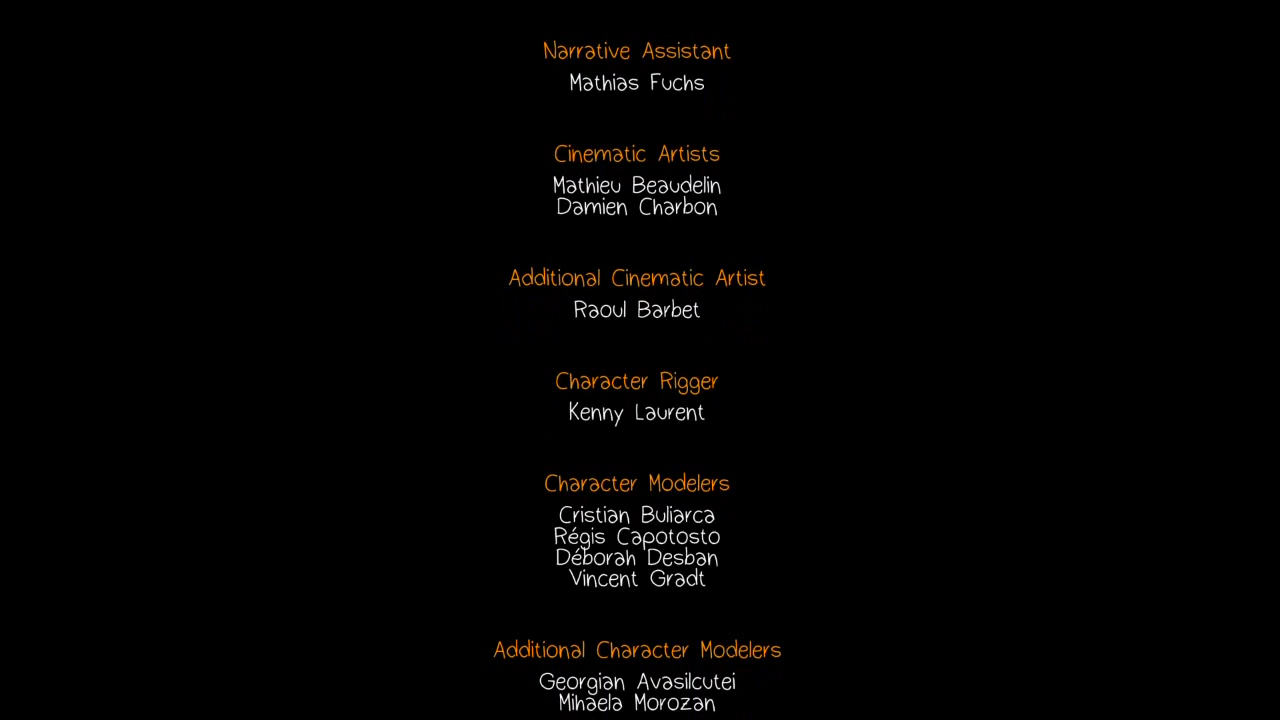 Narrative Assistant
Mathias Fuchs
Cinematic Artists
Mathieu Beaudelin
Damien Charbon
Additional Cinematic Artist
Raoul Barbet
Character Rigger
Kenny Laurent
Character Modelers
Cristian Buliarca
Régis Capotosto
Déborah Desban
Vincent Gradt
Additional Character Modelers
Georgian Avasilcutei
Mihaela Morozan